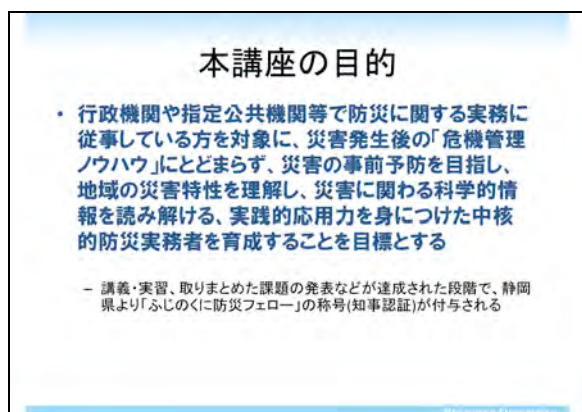 本講座の目的
・ 行政機関や指定公共機関等で防災に関する実務に
従事している方を対象に、災害発生後の「危機管理
ノウハウ」にとどまらず、災害の事前予防を目指し、
地域の災害特性を理解し、災害に関わる科学的情
報を読み解ける、実践的応用力を身につけた中核
的防災実務者を育成することを目標とする
– 講義・実習、取りまとめた課題の発表などが達成された段階で、静岡
県より「ふじのくに防災フェロー」の称号(知事認証)が付与される